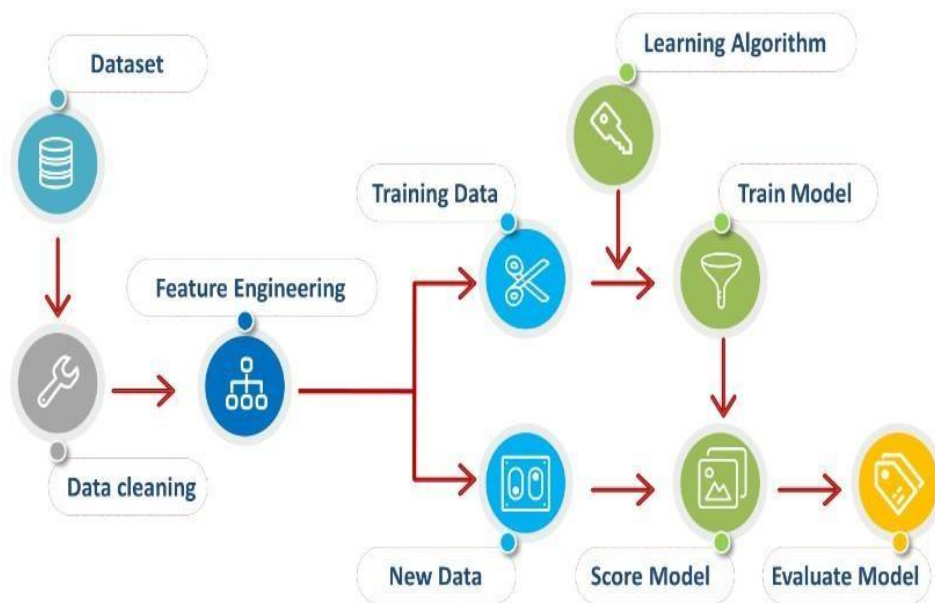 Learning Algorithm
Dataset
Training Data
Train Model
Feature Engineering
Data cleaning
New Data
Score Model
Evaluate Model